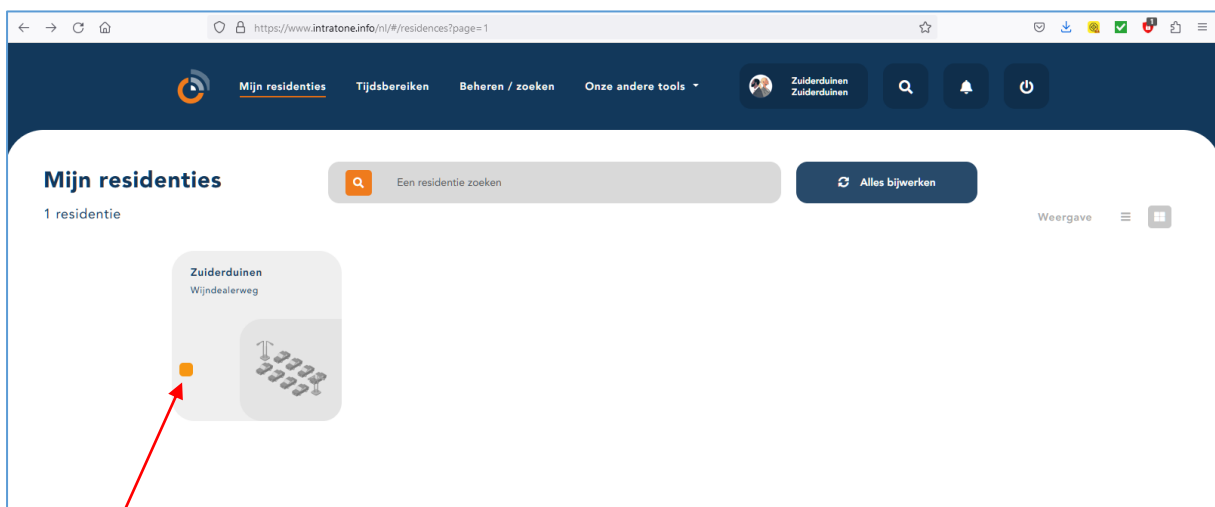 https://www.intratone.info/nl/#/residences?page=1
1
Mijn residenties
Tijdsbereiken
Beheren / zoeken
Onze andere tools
Zuiderduinen
Zuiderduinen
Mijn residenties
Een residentie zoeken
Alles bijwerken
1 residentie
Weergave
Zuiderduinen
Wijndealerweg